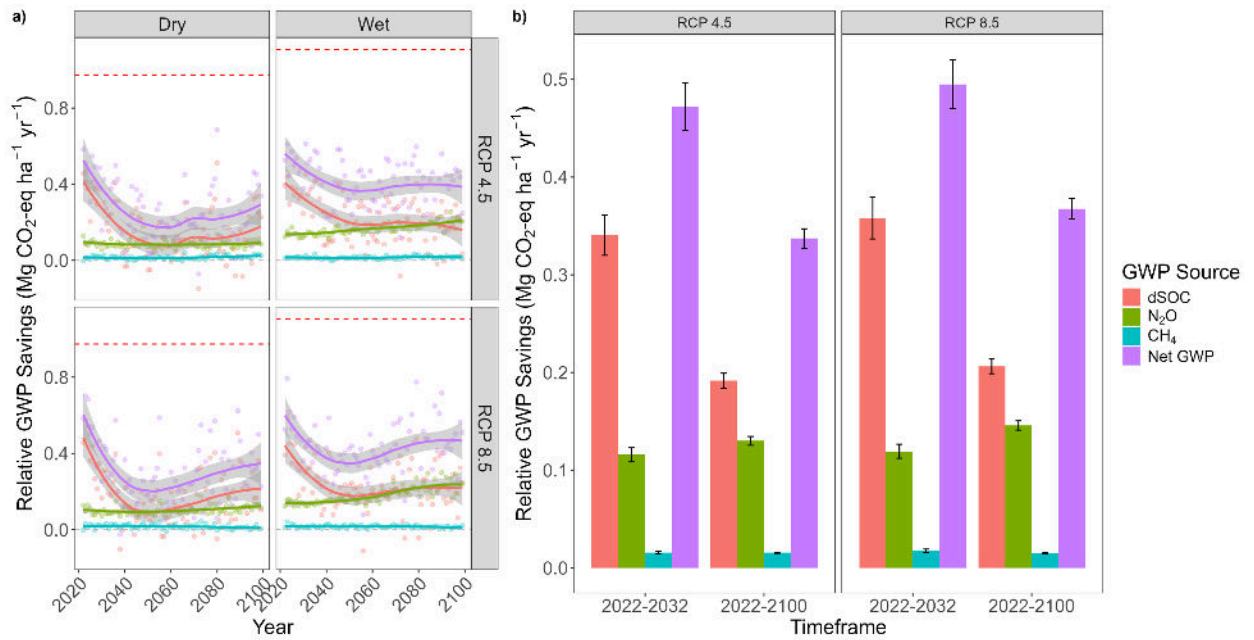 a)
Dry
Wet
Relative GWP Savings (Mg CO₂-eq ha⁻¹ yr⁻¹)
0.8
0.4
0.0
RCP 4.5
0.8
0.4
0.0
RCP 8.5
2020
2040
2060
2080
2100
2020
2040
2060
2080
2100
Year
b)
RCP 4.5
RCP 8.5
Relative GWP Savings (Mg CO₂-eq ha⁻¹ yr⁻¹)
0.5
0.4
0.3
0.2
0.1
0.0
2022-2032
2022-2100
2022-2032
2022-2100
Timeframe
GWP Source
dSOC
N₂O
CH₄
Net GWP